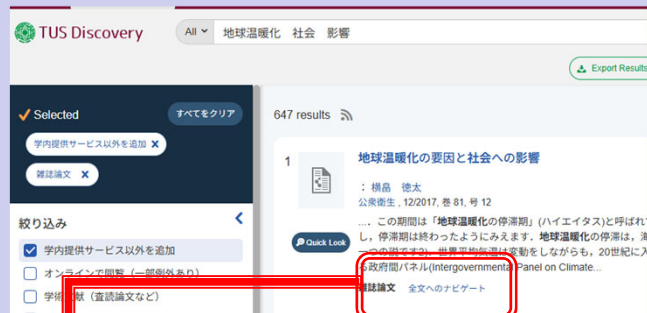 TUS Discovery
All
地球温暖化 社会 影響
Export Results
Selected
すべてをクリア
学内提供サービス以外を追加 X
雑誌論文 X
絞り込み
学内提供サービス以外を追加
オンラインで閲覧(一部例外あり)
学術文献(査読論文など)
647 results
1
地球温暖化の要因と社会への影響
: 横畠 徳太
公衆衛生 , 12/2017, 巻 81, 号 12
.... この期間は「地球温暖化の停滞期」(ハイエイタス)と呼ばれ
し, 停滞期は終わったようにみえます. 地球温暖化の停滞は,
Quick Look
一つの説です2). 世界平均気温は変動しながらも, 20世紀に入
る政府間パネル(Intergovernmental Panel on Climate...
雑誌論文 全文へのナビゲート